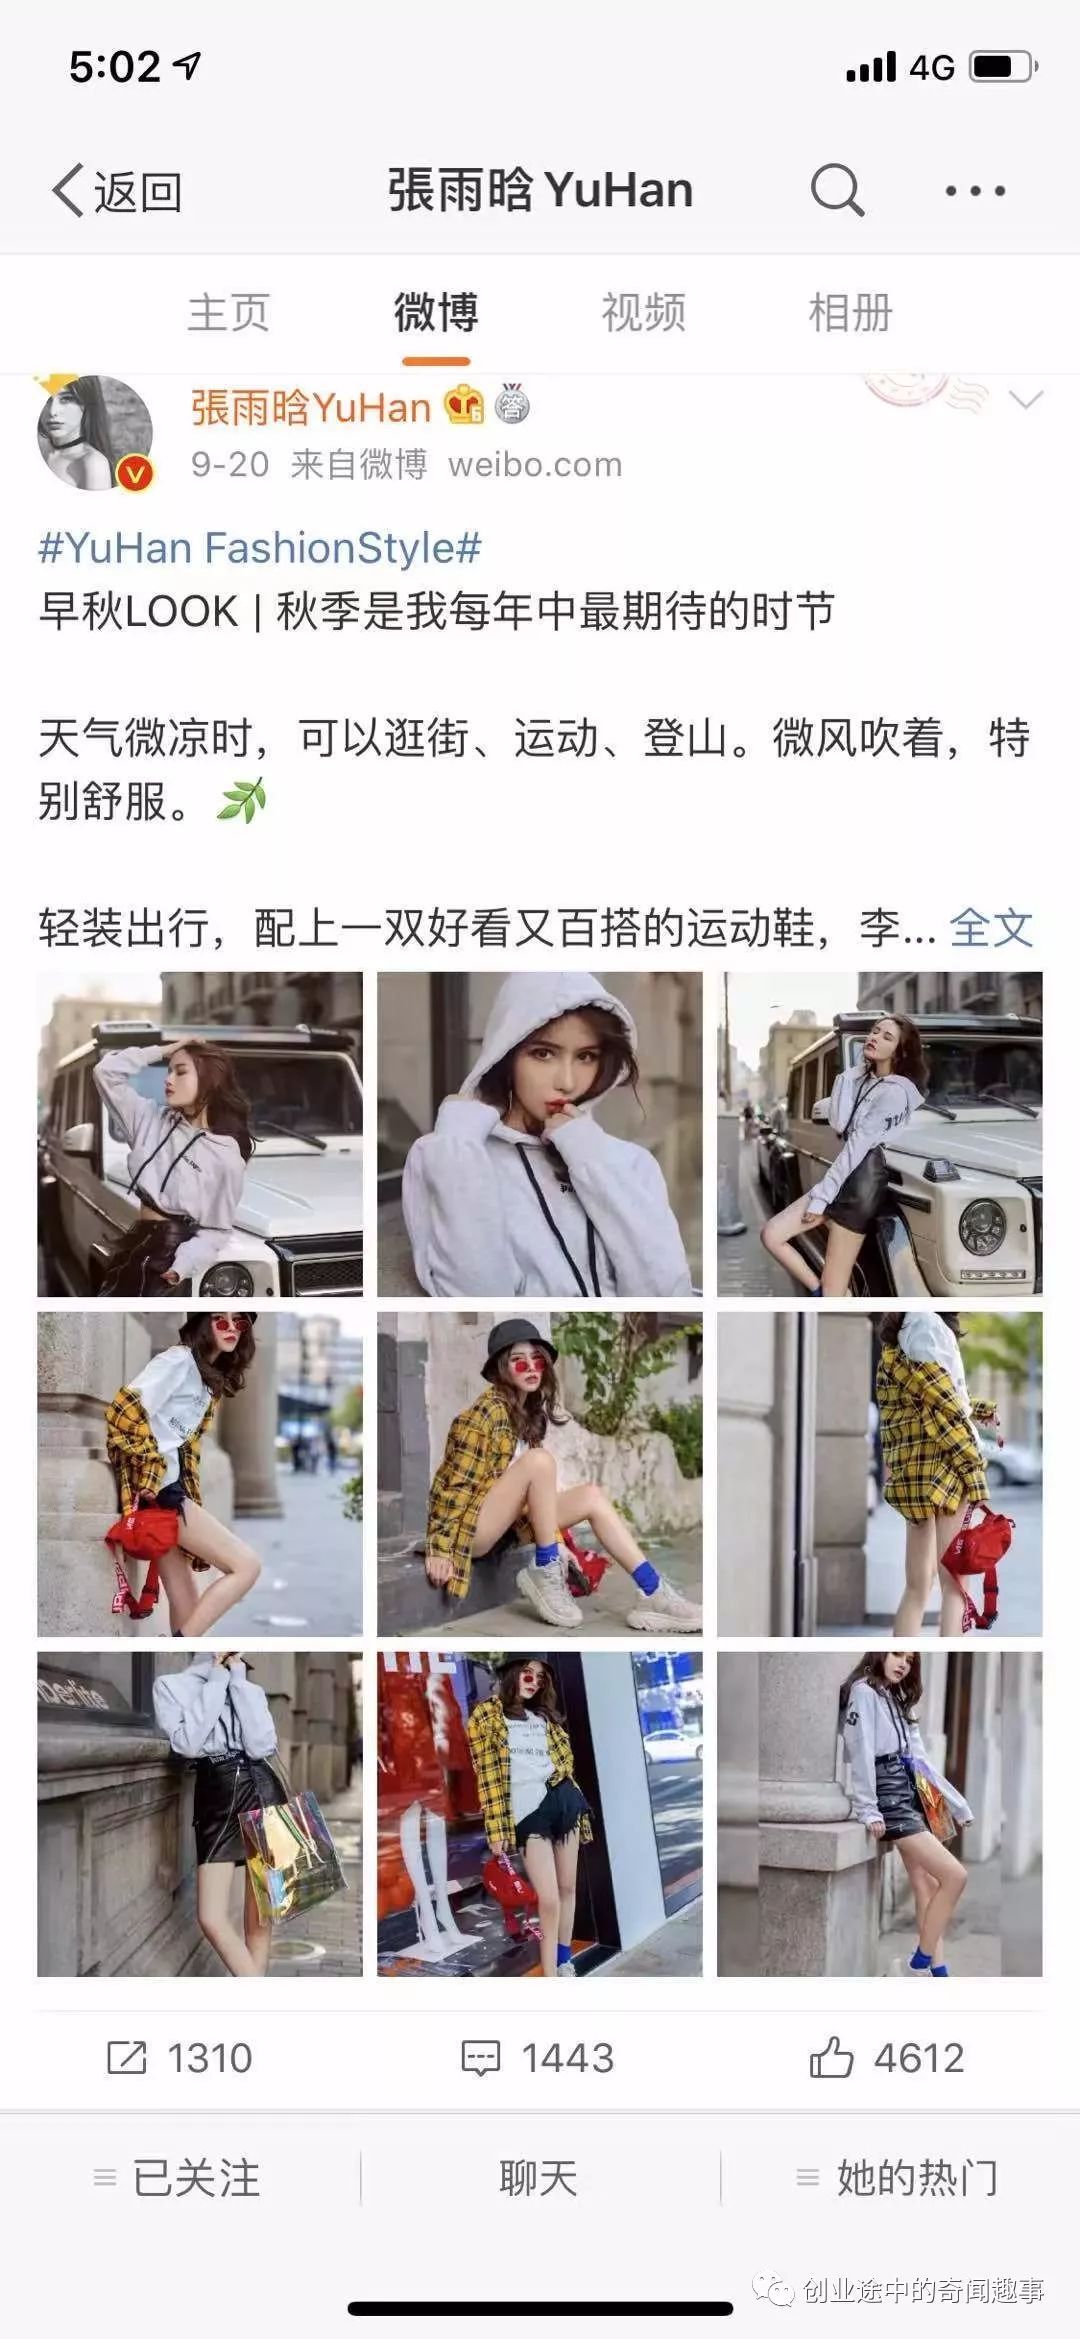 5:02
4G
返回
張雨晗YuHan
主页
微博
视频
相册
張雨晗YuHan
答
9-20 来自微博 weibo.com
#YuHan FashionStyle#
早秋LOOK | 秋季是我每年中最期待的时节
天气微凉时，可以逛街、运动、登山。微风吹着，特
别舒服。
轻装出行，配上一双好看又百搭的运动鞋，李... 全文
1310
1443
4612
已关注
聊天
她的热门
创业途中的奇闻趣事